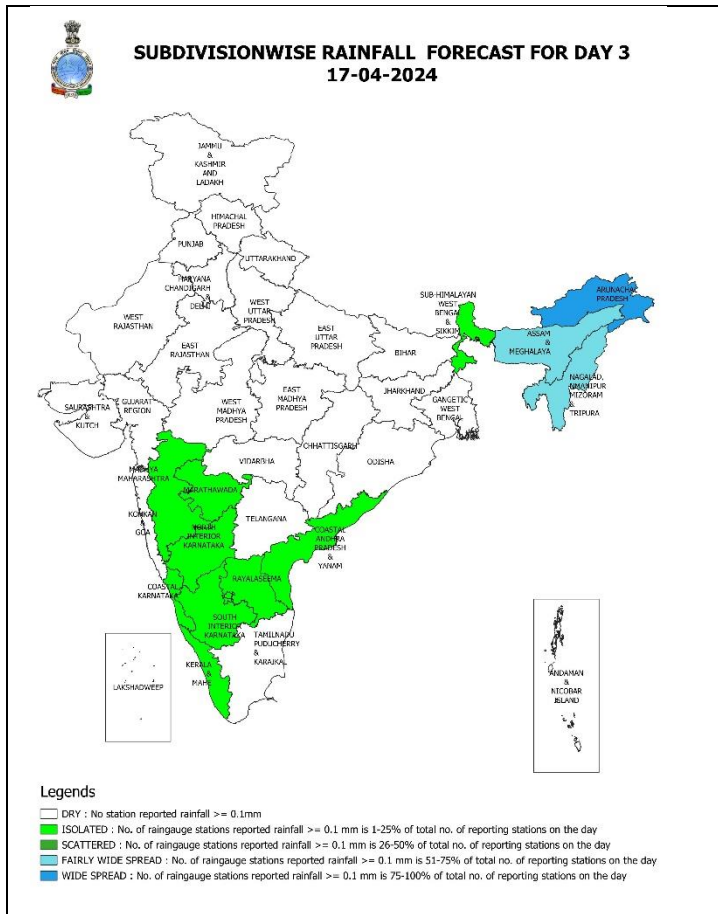 SUBDIVISIONWISE RAINFALL FORECAST FOR DAY 3
17-04-2024
JAMMU
&
KASHMIR
AND
LADAKH
HIMACHAL
PRADESH
PUNJAB
UTTARAKHAND
HARYANA
CHANDIGARH
&
DELHI
WEST
RAJASTHAN
WEST
UTTAR
PRADESH
EAST
RAJASTHAN
EAST
UTTAR
PRADESH
BIHAR
SUB-HIMALAYAN
WEST
BENGAL
&
SIKKIM
ARUNACHAL
PRADESH
ASSAM
&
MEGHALAYA
NAGALAD,
MANIPUR
MIZORAM
&
TRIPURA
SAURASHTRA
&
KUTCH
GUJARAT
REGION
WEST
MADHYA
PRADESH
EAST
MADHYA
PRADESH
JHARKHAND
GANGETIC
WEST
BENGAL
CHHATTISGARH
ODISHA
VIDARBHA
MADHYA
MAHARASHTRA
MARATHAWADA
KONKAN
&
GOA
NORTH
INTERIOR
KARNATAKA
TELANGANA
COASTAL
ANDHRA
PRADESH
&
YANAM
COASTAL
KARNATAKA
RAYALASEEMA
SOUTH
INTERIOR
KARNATAKA
TAMILNADU
PUDUCHERRY
&
KARAIKAL
KERALA
&
MAHE
LAKSHADWEEP
ANDAMAN
&
NICOBAR
ISLAND
Legends
DRY : No station reported rainfall >= 0.1mm
ISOLATED : No. of raingauge stations reported rainfall >= 0.1 mm is 1-25% of total no. of reporting stations on the day
SCATTERED : No. of raingauge stations reported rainfall >= 0.1 mm is 26-50% of total no. of reporting stations on the day
FAIRLY WIDE SPREAD : No. of raingauge stations reported rainfall >= 0.1 mm is 51-75% of total no. of reporting stations on the day
WIDE SPREAD : No. of raingauge stations reported rainfall >= 0.1 mm is 75-100% of total no. of reporting stations on the day